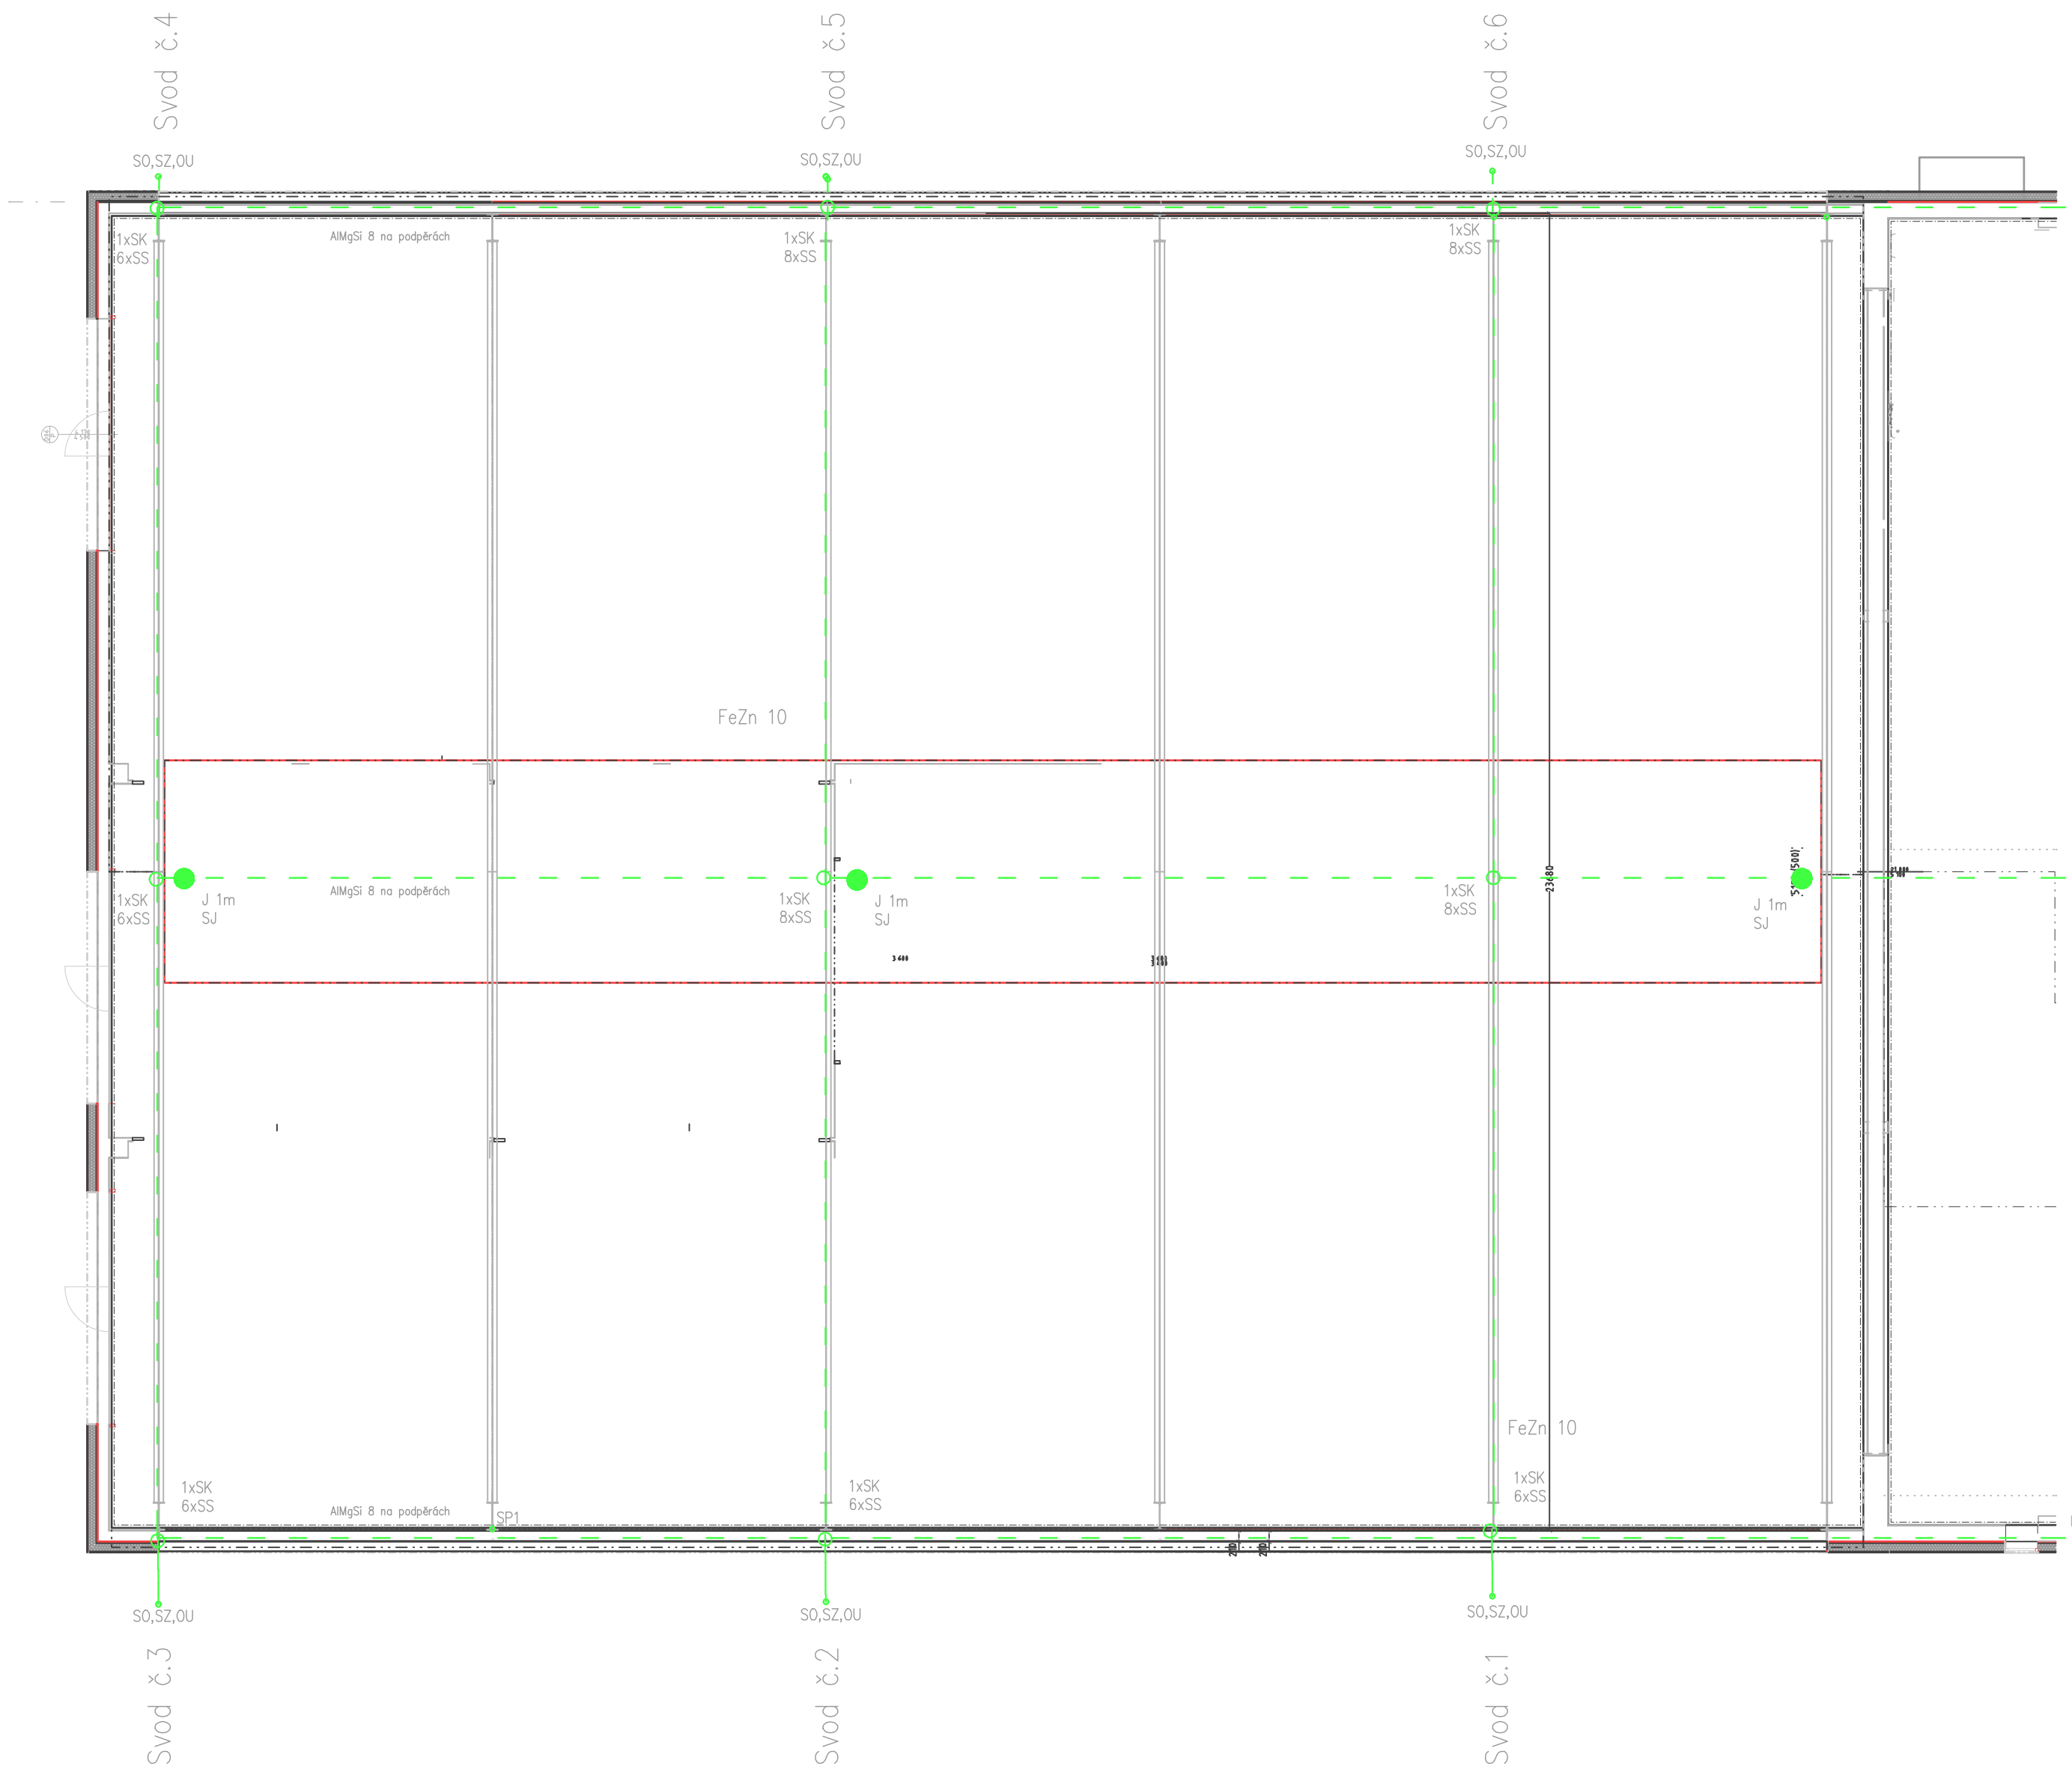 Svod č.4
Svod č.5
Svod č.6
SO,SZ,OU
SO,SZ,OU
SO,SZ,OU
1xSK
6xSS
AlMgSi 8 na podpěrách
1xSK
8xSS
1xSK
8xSS
FeZn 10
1xSK
6xSS
J 1m
SJ
AlMgSi 8 na podpěrách
1xSK
8xSS
J 1m
SJ
23680
1xSK
8xSS
J 1m
SJ
3 600
FeZn 10
1xSK
6xSS
AlMgSi 8 na podpěrách
SP1
1xSK
6xSS
1xSK
6xSS
SO,SZ,OU
SO,SZ,OU
SO,SZ,OU
Svod č.3
Svod č.2
Svod č.1